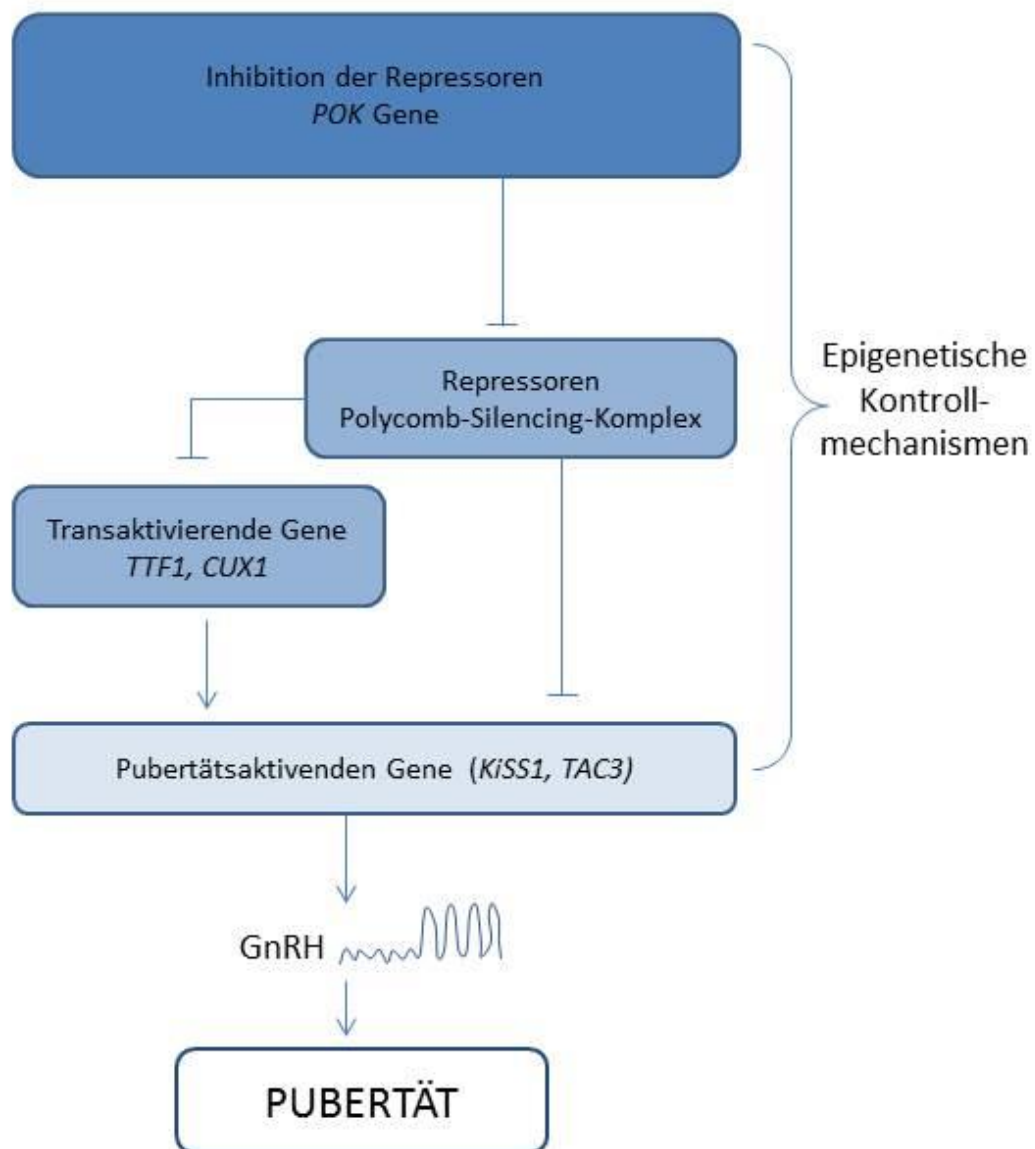 Inhibition der Repressoren
POK Gene
Repressoren
Polycomb-Silencing-Komplex
Epigenetische
Kontroll-
mechanismen
Transaktivierende Gene
TTF1, CUX1
Pubertätsaktivenden Gene (KiSS1, TAC3)
GnRH
PUBERTÄT